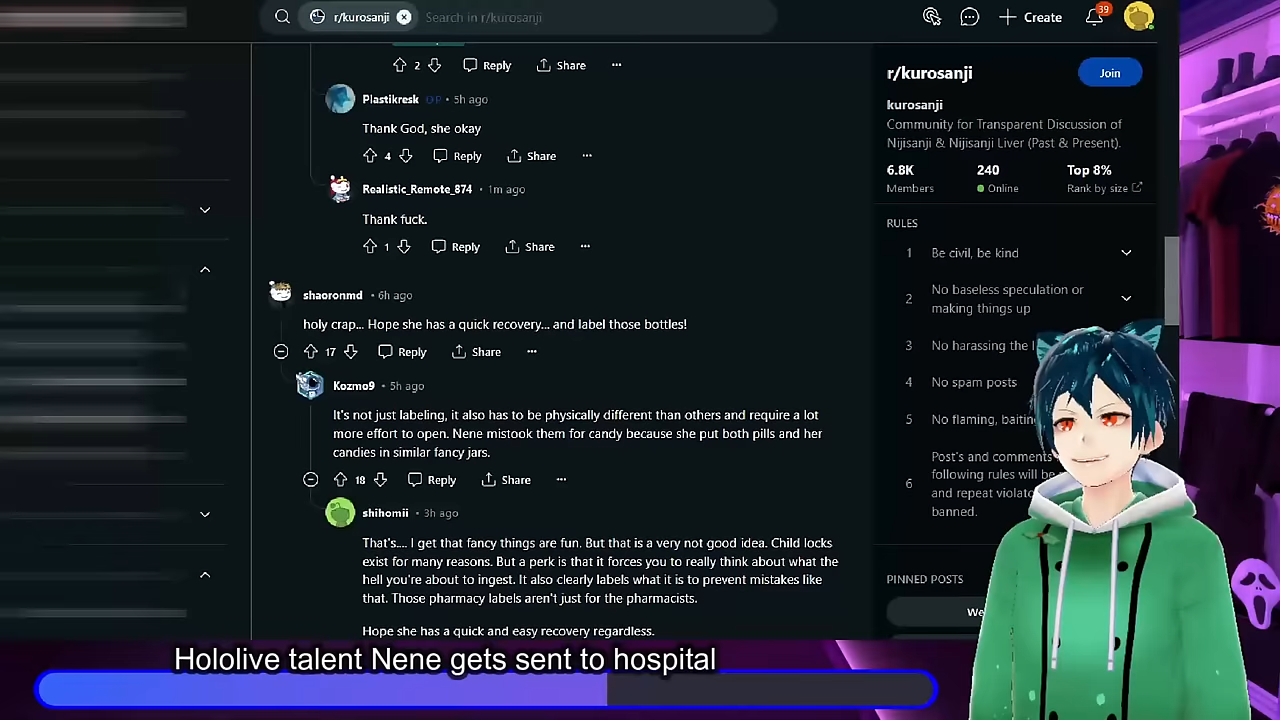 r/kurosanji
Search in r/kurosanji
Create
39
2
Reply
Share
Plastikresk OP • 5h ago
Thank God, she okay
4
Reply
Share
Realistic_Remote_874 • 1m ago
Thank fuck.
1
Reply
Share
shaoronmd • 6h ago
holy crap... Hope she has a quick recovery... and label those bottles!
17
Reply
Share
Kozmo9 • 5h ago
It's not just labeling, it also has to be physically different than others and require a lot
more effort to open. Nene mistook them for candy because she put both pills and her
candies in similar fancy jars.
18
Reply
Share
shihomii • 3h ago
That's.... I get that fancy things are fun. But that is a very not good idea. Child locks
exist for many reasons. But a perk is that it forces you to really think about what the
hell you're about to ingest. It also clearly labels what it is to prevent mistakes like
that. Those pharmacy labels aren't just for the pharmacists.
Hope she has a quick and easy recovery regardless.
r/kurosanji
Join
kurosanji
Community for Transparent Discussion of
Nijisanji & Nijisanji Liver (Past & Present).
6.8K
240
Top 8%
Members
Online
Rank by size
RULES
1
Be civil, be kind
2
No baseless speculation or
making things up
3
No harassing the
4
No spam posts
5
No flaming, baiting
6
Post's and comments
following rules will be
and repeat
banned.
PINNED POSTS
We
Hololive talent Nene gets sent to hospital